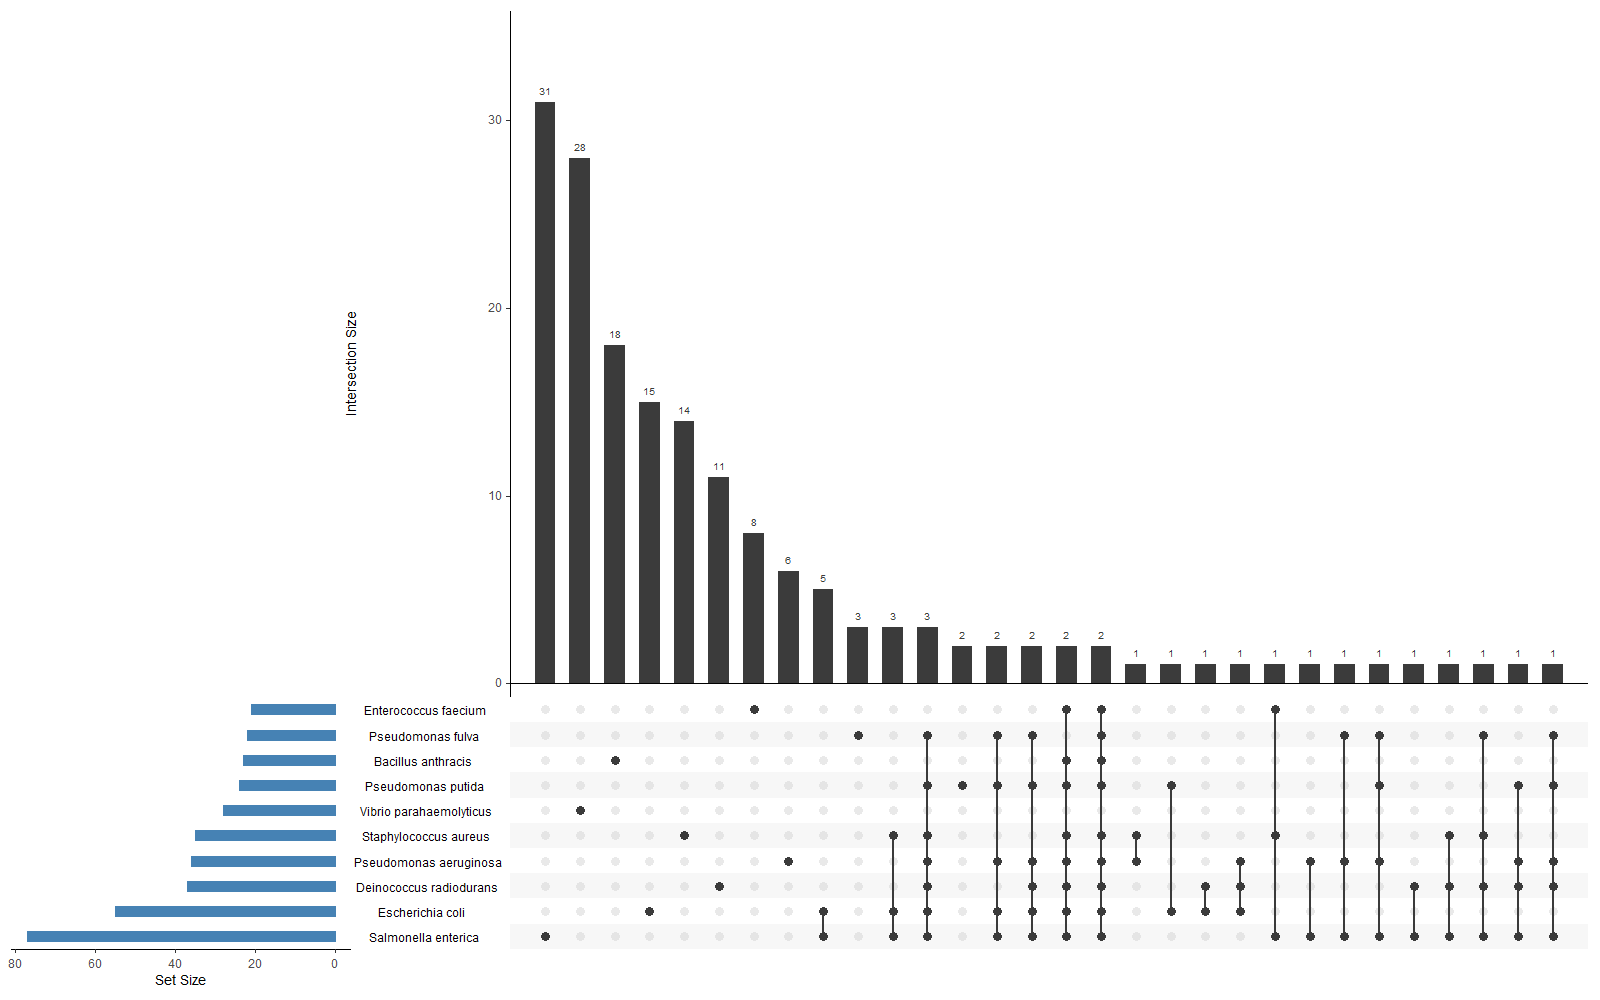 31
28
18
15
14
11
8
6
5
3 3 3
2 2 2 2 2
1 1 1 1 1 1 1 1 1 1 1 1 1
30
20
10
0
Intersection Size
Enterococcus faecium
Pseudomonas fulva
Bacillus anthracis
Pseudomonas putida
Vibrio parahaemolyticus
Staphylococcus aureus
Pseudomonas aeruginosa
Deinococcus radiodurans
Escherichia coli
Salmonella enterica
80 60 40 20 0
Set Size